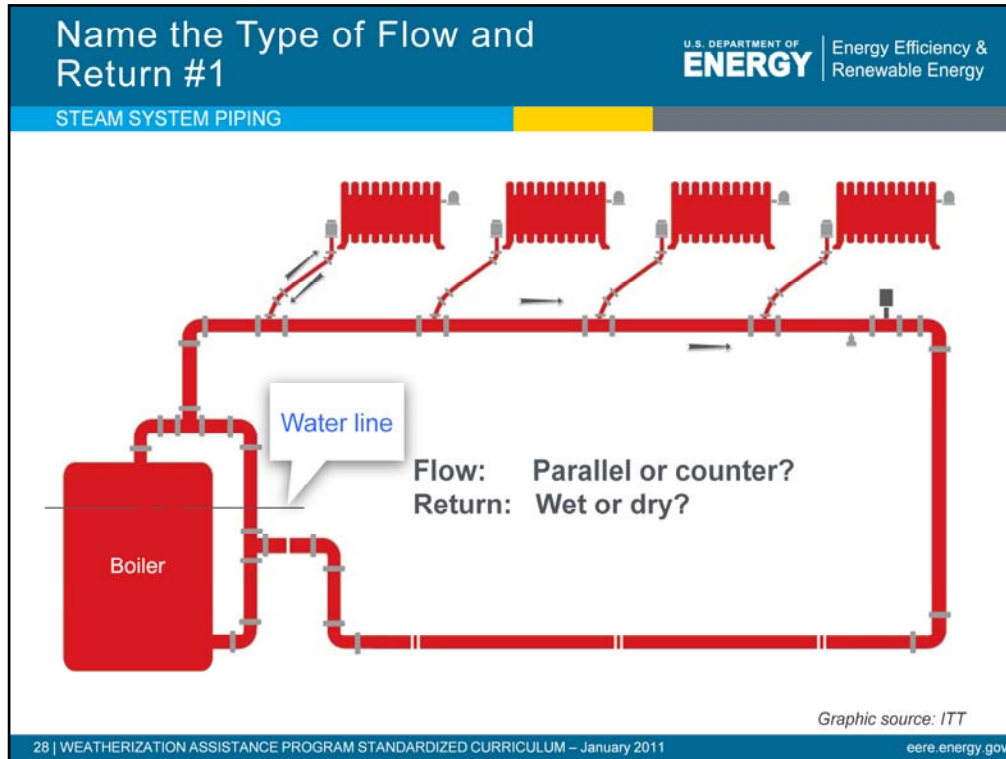 Name the Type of Flow and
Return #1
U.S. DEPARTMENT OF
ENERGY
Energy Efficiency &
Renewable Energy
STEAM SYSTEM PIPING
Water line
Flow: Parallel or counter?
Return: Wet or dry?
Boiler
Graphic source: ITT
28 | WEATHERIZATION ASSISTANCE PROGRAM STANDARDIZED CURRICULUM – January 2011
eere.energy.gov